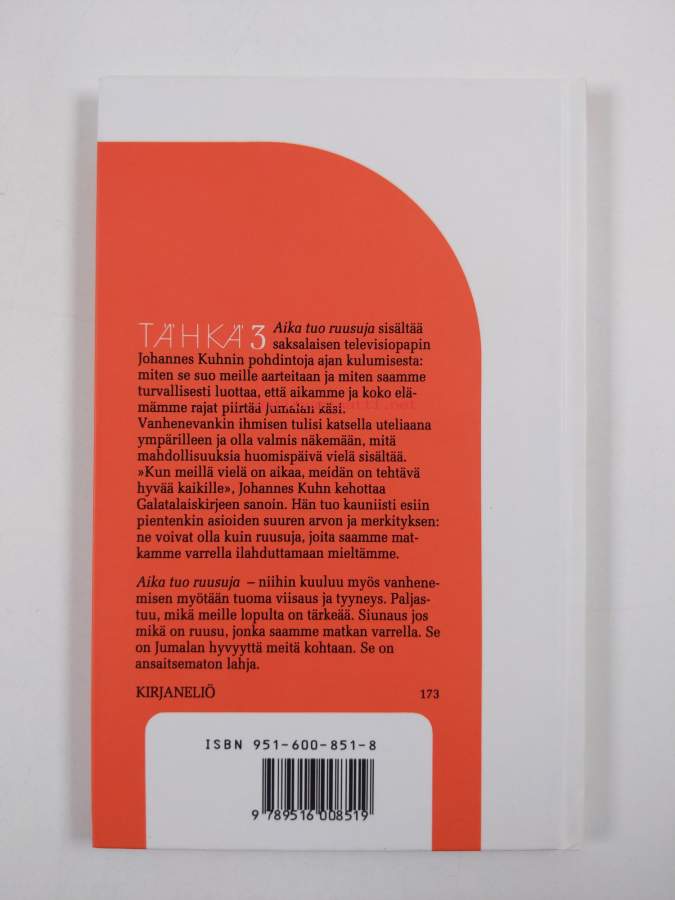 TÄHKÄ 3 Aika tuo ruusuja sisältää
saksalaisen televisiopapin
Johannes Kuhnin pohdintoja ajan kulumisesta:
miten se suo meille aarteitaan ja miten saamme
turvallisesti luottaa, että aikamme ja koko elä-
mämme rajat piirtää Jumalan käsi.
Vanhenevankin ihmisen tulisi katsella uteliaana
ympärilleen ja olla valmis näkemään, mitä
mahdollisuuksia huomispäivä vielä sisältää.
»Kun meillä vielä on aikaa, meidän on tehtävä
hyvää kaikille», Johannes Kuhn kehottaa
Galatalaiskirjeen sanoin. Hän tuo kauniisti esiin
pientenkin asioiden suuren arvon ja merkityksen:
ne voivat olla kuin ruusuja, joita saamme mat-
kamme varrella ilahduttamaan mieltämme.
Aika tuo ruusuja – niihin kuuluu myös vanhene-
misen myötään tuoma viisaus ja tyyneys. Paljas-
tuu, mikä meille lopulta on tärkeää. Siunaus jos
mikä on ruusu, jonka saamme matkan varrella. Se
on Jumalan hyvyyttä meitä kohtaan. Se on
ansaitsematon lahja.
KIRJANELIÖ 173
ISBN 951-600-851-8
9 789516 008519